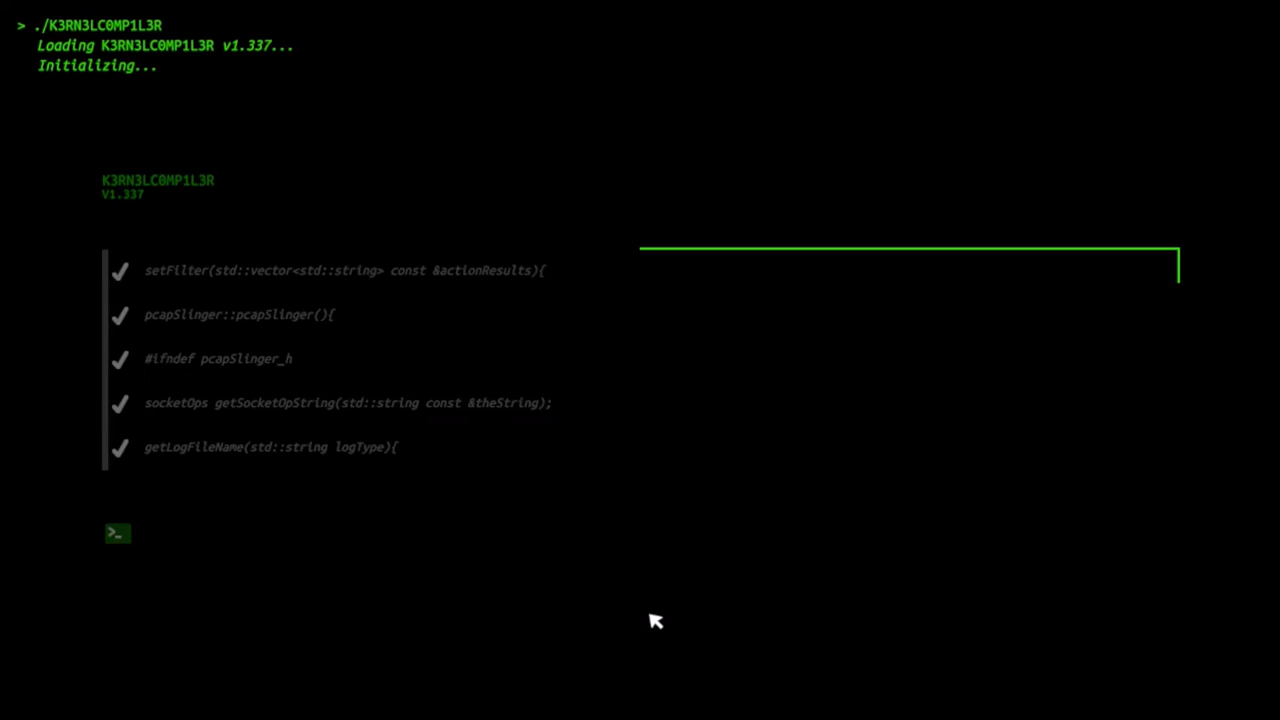 > ./K3RN3LC0MP1L3R
Loading K3RN3LC0MP1L3R v1.337...
Initializing...
K3RN3LC0MP1L3R
V1.337
setFilter(std::vector<std::string> const &actionResults){
pcapSlinger::pcapSlinger(){
#ifndef pcapSlinger_h
socketOps getSocketOpString(std::string const &theString);
getLogFileName(std::string logType){
>_